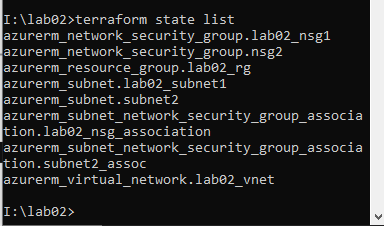 I:\lab02>terraform state list
azurerm_network_security_group.lab02_nsg1
azurerm_network_security_group.nsg2
azurerm_resource_group.lab02_rg
azurerm_subnet.lab02_subnet1
azurerm_subnet.subnet2
azurerm_subnet_network_security_group_associa
tion.lab02_nsg_association
azurerm_subnet_network_security_group_associa
tion.subnet2_assoc
azurerm_virtual_network.lab02_vnet
I:\lab02>